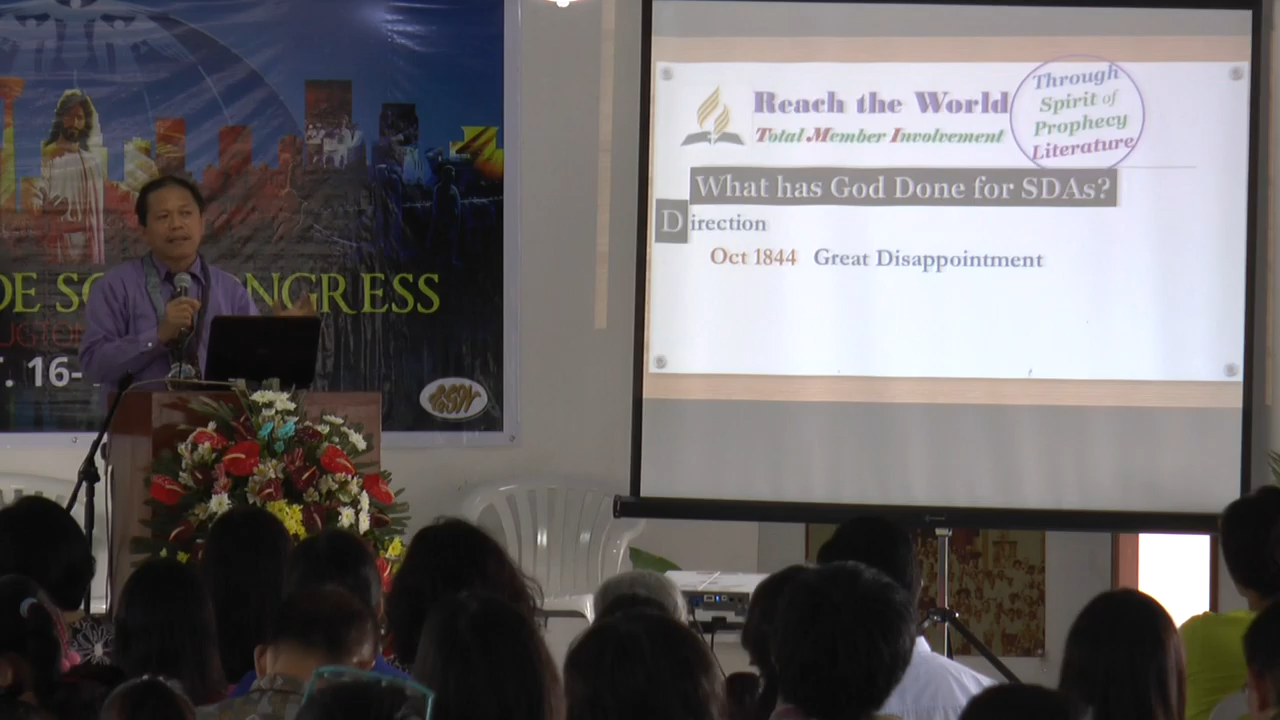 Reach the World
Total Member Involvement
Through
Spirit of
Prophecy
Literature
What has God Done for SDAs?
Direction
Oct 1844 Great Disappointment
NGRESS
16-